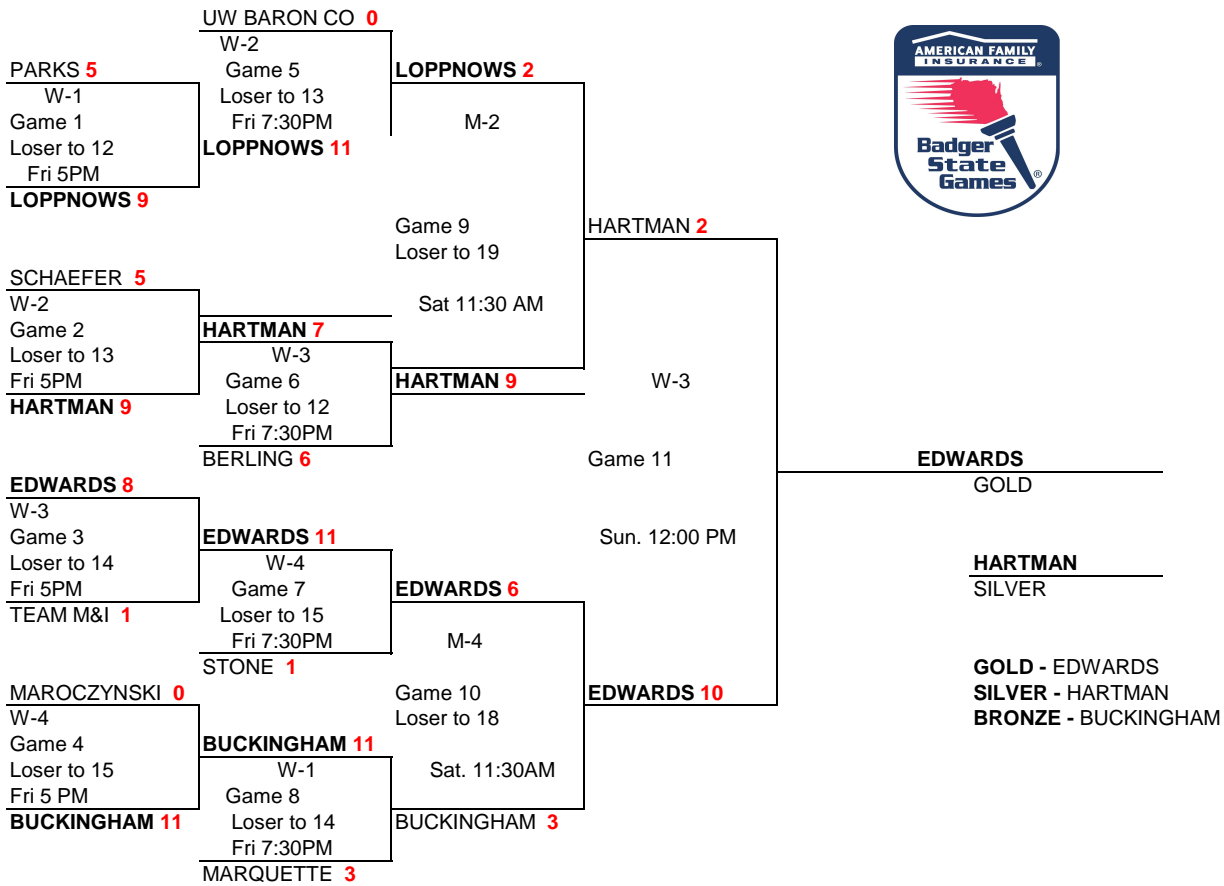 UW BARON CO 0
W-2
PARKS 5
Game 5
LOPPNOWS 2
W-1
Loser to 13
Game 1
Fri 7:30PM
M-2
Loser to 12
LOPPNOWS 11
Fri 5PM
LOPPNOWS 9
Game 9
HARTMAN 2
Loser to 19
SCHAEFER 5
W-2
Sat 11:30 AM
Game 2
HARTMAN 7
Loser to 13
W-3
Fri 5PM
Game 6
HARTMAN 9
W-3
HARTMAN 9
Loser to 12
Fri 7:30PM
BERLING 6
Game 11
EDWARDS
EDWARDS 8
GOLD
W-3
Game 3
EDWARDS 11
Sun. 12:00 PM
Loser to 14
W-4
HARTMAN
Fri 5PM
Game 7
EDWARDS 6
SILVER
TEAM M&I 1
Loser to 15
Fri 7:30PM
M-4
STONE 1
GOLD - EDWARDS
MAROCZYNSKI 0
Game 10
EDWARDS 10
SILVER - HARTMAN
W-4
Loser to 18
BRONZE - BUCKINGHAM
Game 4
BUCKINGHAM 11
Loser to 15
W-1
Sat. 11:30AM
Fri 5 PM
Game 8
BUCKINGHAM 11
Loser to 14
BUCKINGHAM 3
Fri 7:30PM
MARQUETTE 3
AMERICAN FAMILY
INSURANCE ®
Badger
State
Games ®